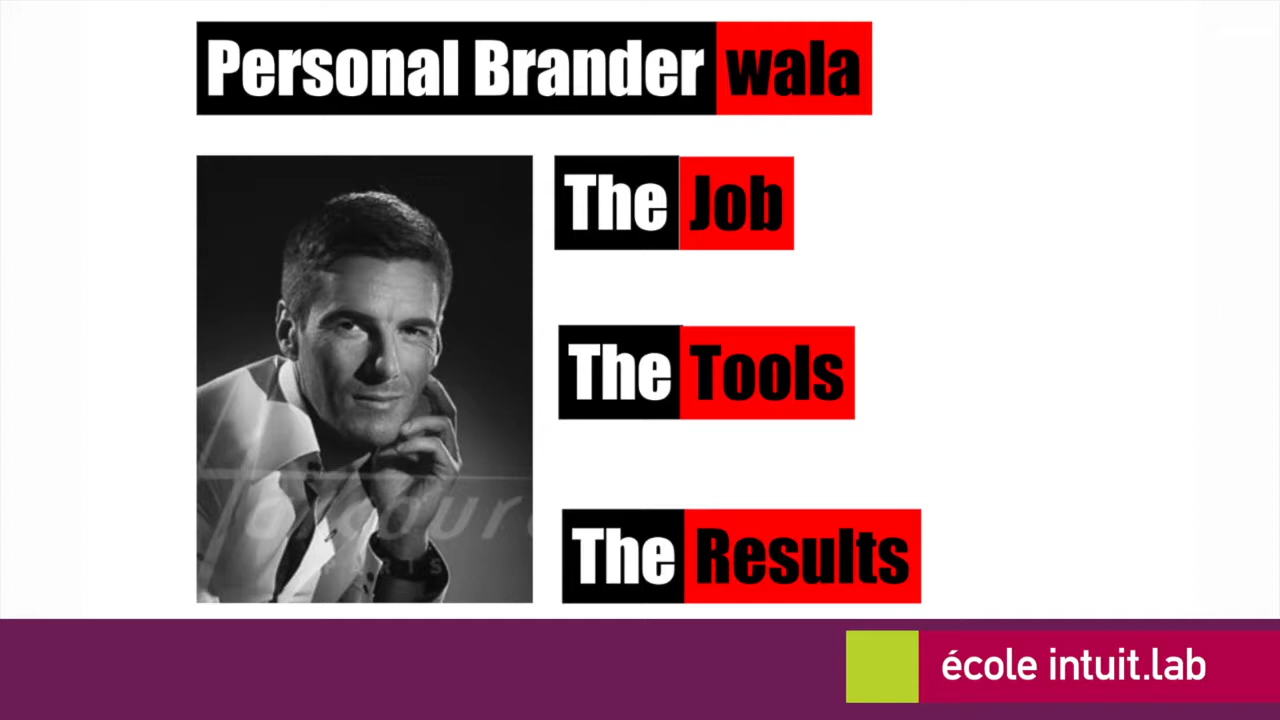 Personal Brander wala
The Job
The Tools
The Results
école intuit.lab